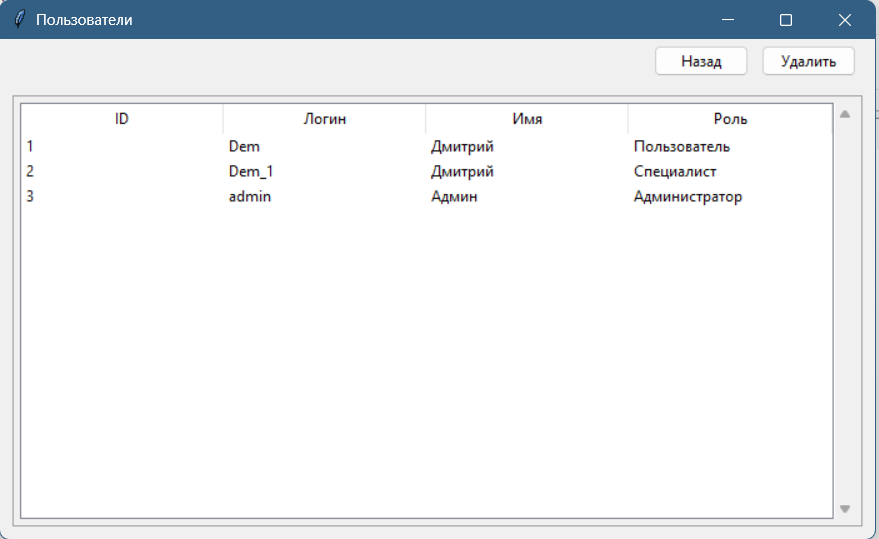 Пользователи
Назад Удалить
ID Логин Имя Роль
1 Dem Дмитрий Пользователь
2 Dem_1 Дмитрий Специалист
3 admin Админ Администратор